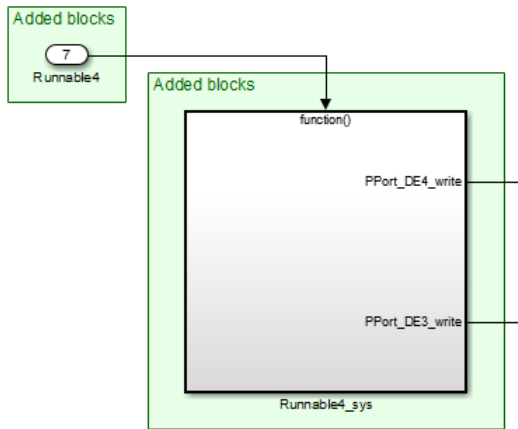 Added blocks
7
Runnable4
Added blocks
function()
PPort_DE4_write
PPort_DE3_write
Runnable4_sys